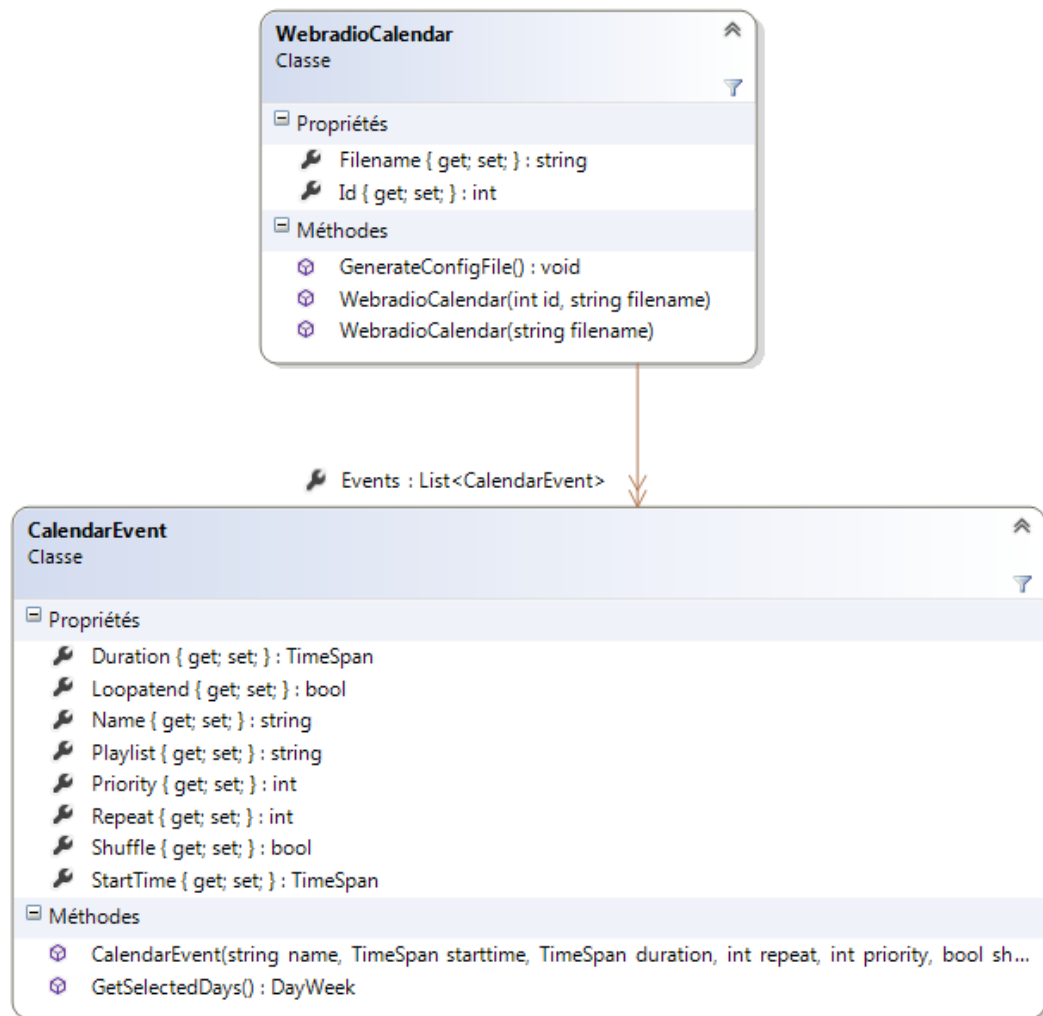 WebradioCalendar
Classe
Propriétés
Filename { get; set; } : string
Id { get; set; } : int
Méthodes
GenerateConfigFile() : void
WebradioCalendar(int id, string filename)
WebradioCalendar(string filename)
Events : List<CalendarEvent>
CalendarEvent
Classe
Propriétés
Duration { get; set; } : TimeSpan
Loopatend { get; set; } : bool
Name { get; set; } : string
Playlist { get; set; } : string
Priority { get; set; } : int
Repeat { get; set; } : int
Shuffle { get; set; } : bool
StartTime { get; set; } : TimeSpan
Méthodes
CalendarEvent(string name, TimeSpan starttime, TimeSpan duration, int repeat, int priority, bool sh...
GetSelectedDays() : DayWeek